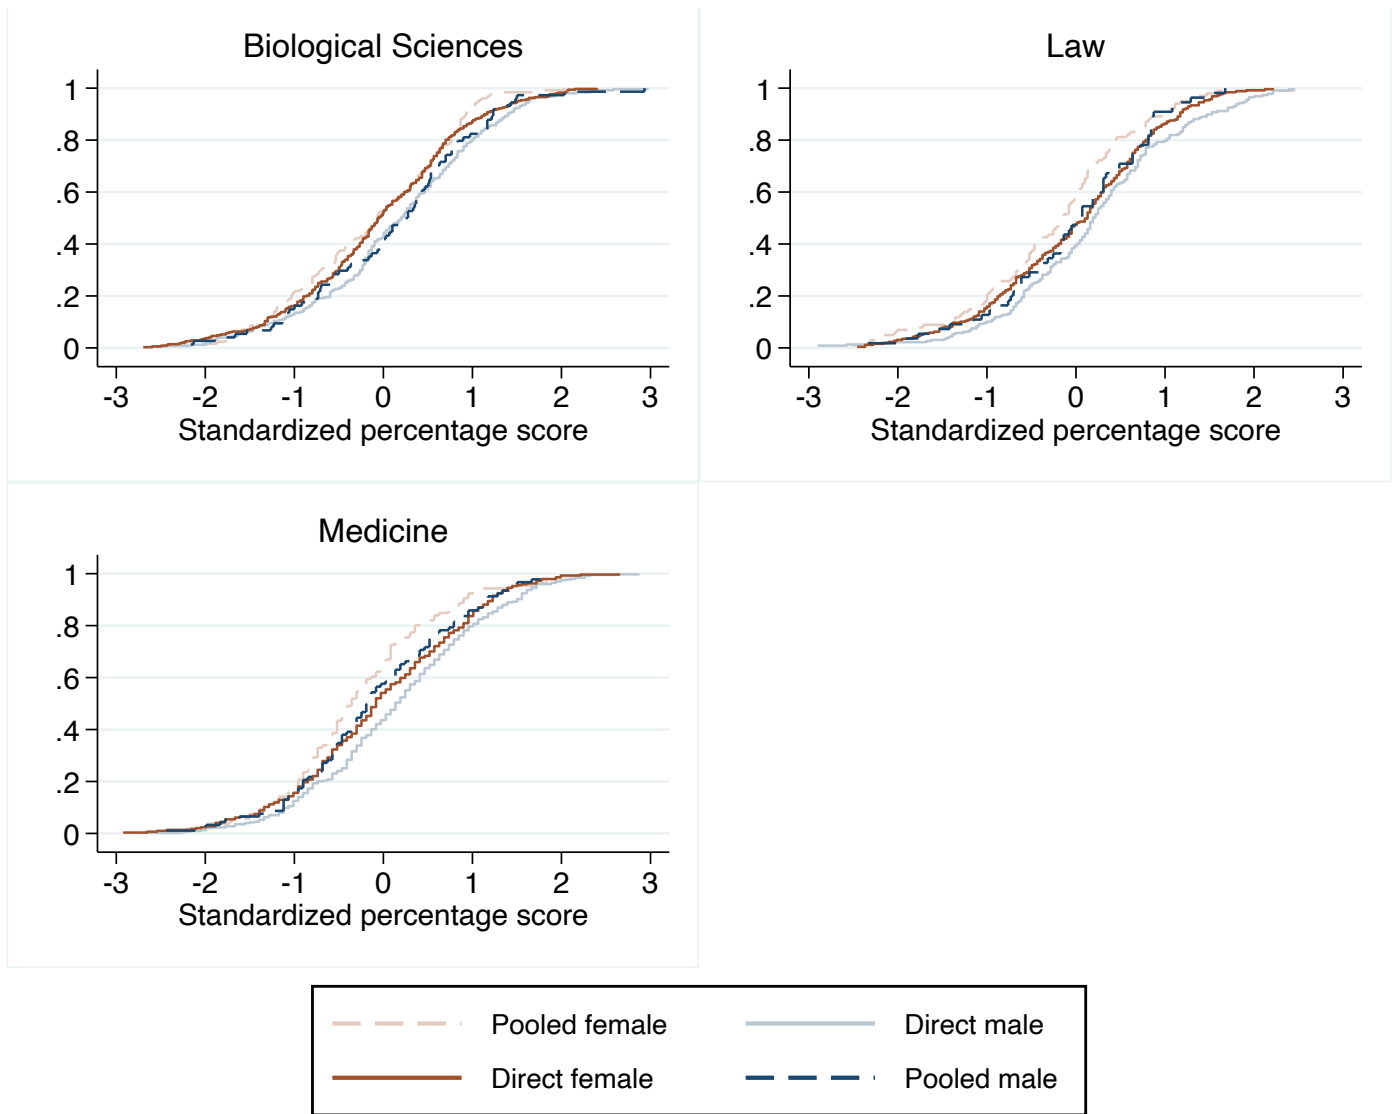 Biological Sciences
1
.8
.6
.4
.2
0
-3 -2 -1 0 1 2 3
Standardized percentage score
Law
1
.8
.6
.4
.2
0
-3 -2 -1 0 1 2 3
Standardized percentage score
Medicine
1
.8
.6
.4
.2
0
-3 -2 -1 0 1 2 3
Standardized percentage score
Pooled female Direct male
Direct female Pooled male